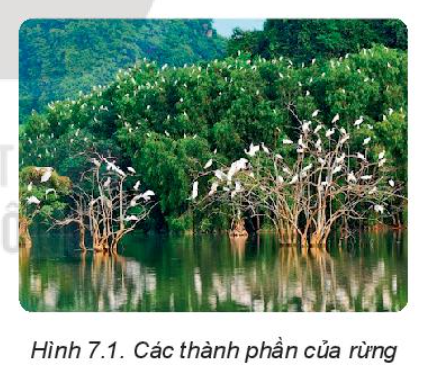 Hình 7.1. Các thành phần của rừng